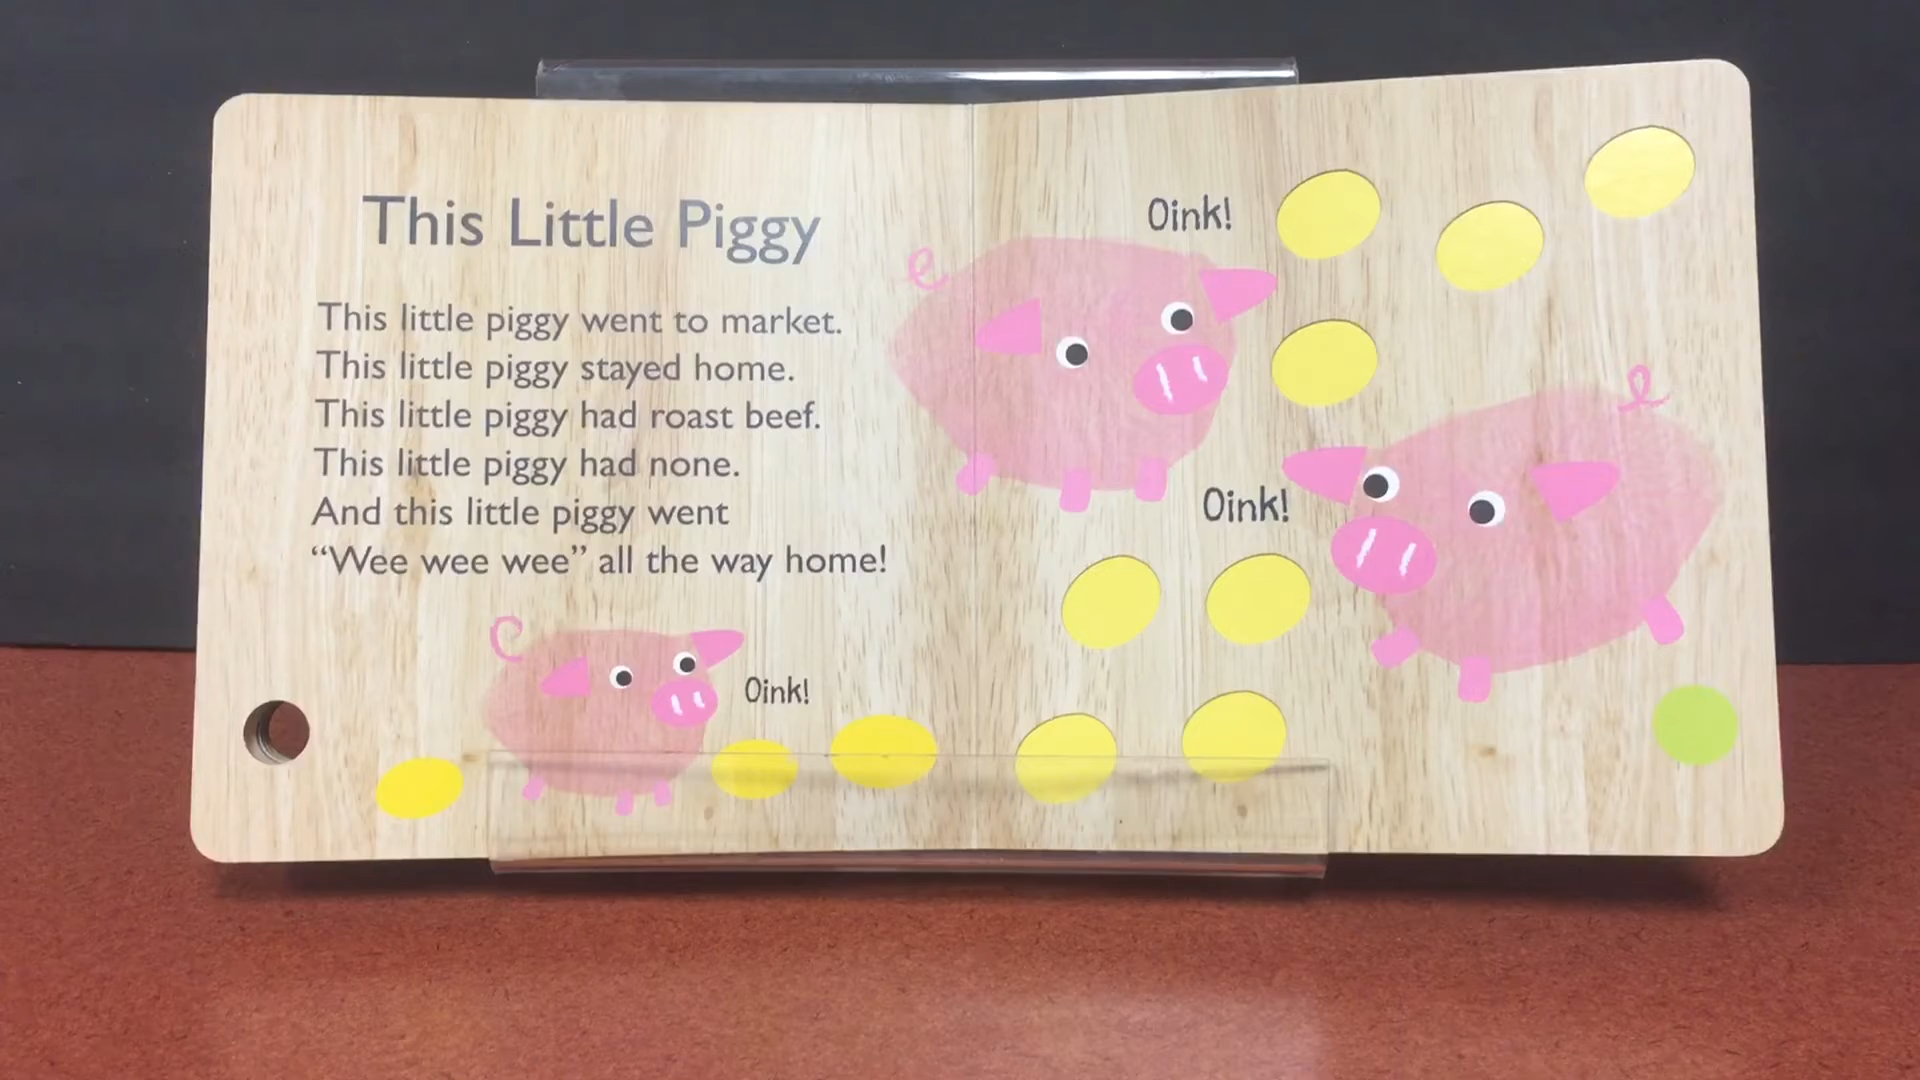 This Little Piggy
This little piggy went to market.
This little piggy stayed home.
This little piggy had roast beef.
This little piggy had none.
And this little piggy went
“Wee wee wee” all the way home!
Oink!
Oink!
Oink!